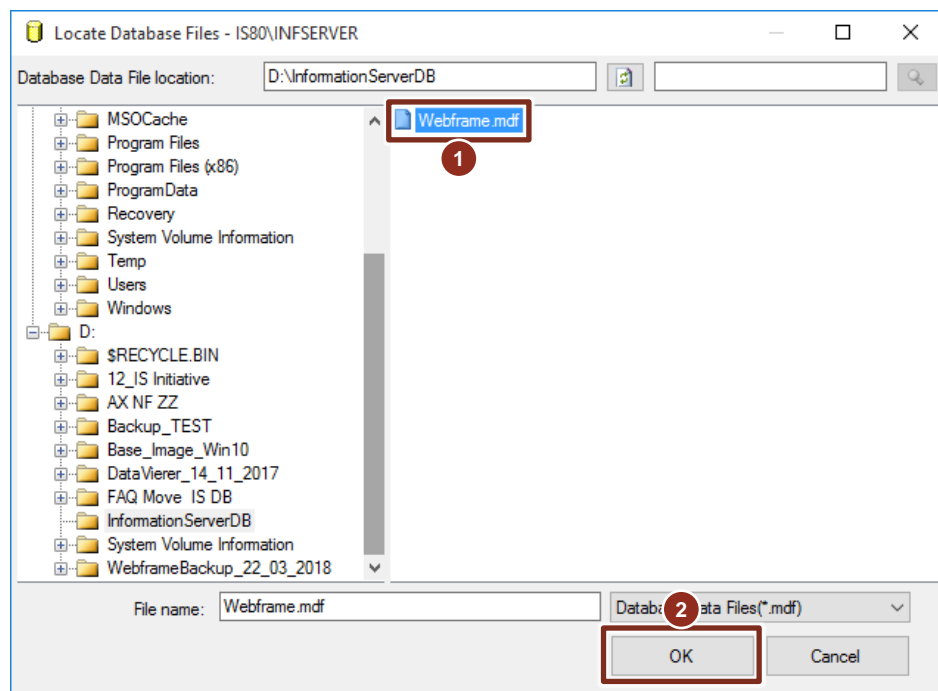 Locate Database Files - IS80\INFSERVER
Database Data File location: D:\InformationServerDB
MSOCache
Program Files
Program Files (x86)
ProgramData
Recovery
System Volume Information
Temp
Users
Windows
D:
$RECYCLE.BIN
12_IS Initiative
AX NF ZZ
Backup_TEST
Base_Image_Win10
DataVierer_14_11_2017
FAQ Move IS DB
InformationServerDB
System Volume Information
WebframeBackup_22_03_2018
Webframe.mdf
1
File name: Webframe.mdf
Databa 2 ata Files(*.mdf)
OK Cancel